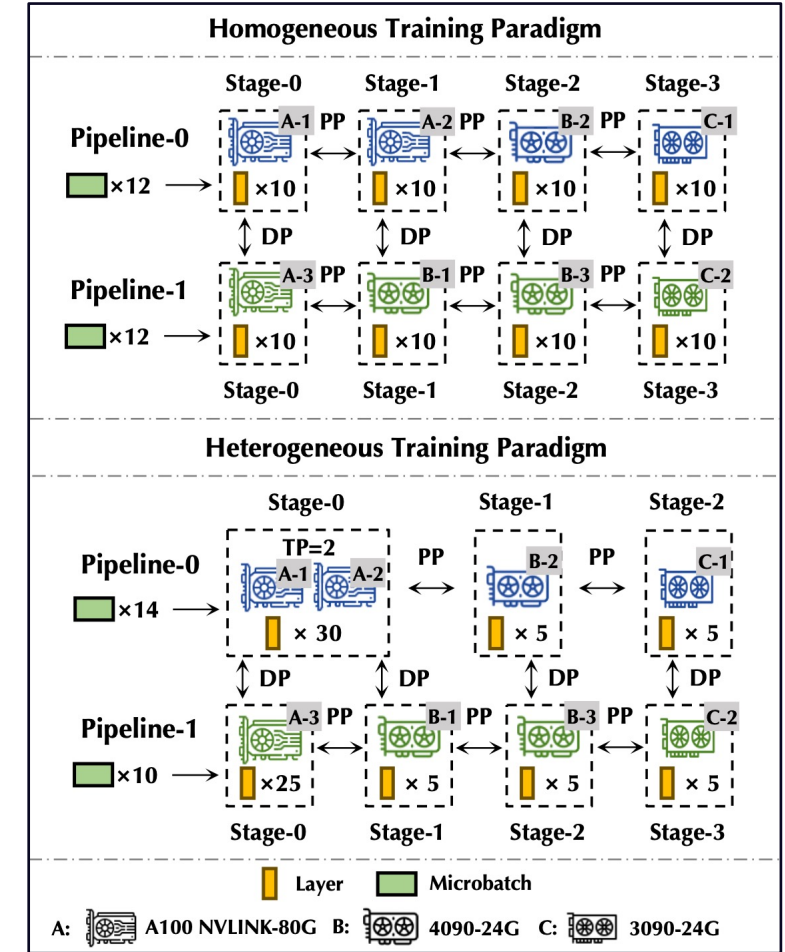 Homogeneous Training Paradigm
Stage-0 Stage-1 Stage-2 Stage-3
A-1 PP A-2 PP B-2 PP C-1
Pipeline-0
×12 ×10 ×10 ×10 ×10
DP DP DP DP
A-3 PP B-1 PP B-3 PP C-2
Pipeline-1
×12 ×10 ×10 ×10 ×10
Stage-0 Stage-1 Stage-2 Stage-3
Heterogeneous Training Paradigm
Stage-0 Stage-1 Stage-2
TP=2
Pipeline-0 A-1 A-2 PP B-2 PP C-1
×14 × 30 × 5 × 5
DP DP DP DP
A-3 PP B-1 PP B-3 PP C-2
Pipeline-1
×10 ×25 × 5 × 5 × 5
Stage-0 Stage-1 Stage-2 Stage-3
Layer Microbatch
A: A100 NVLINK-80G B: 4090-24G C: 3090-24G